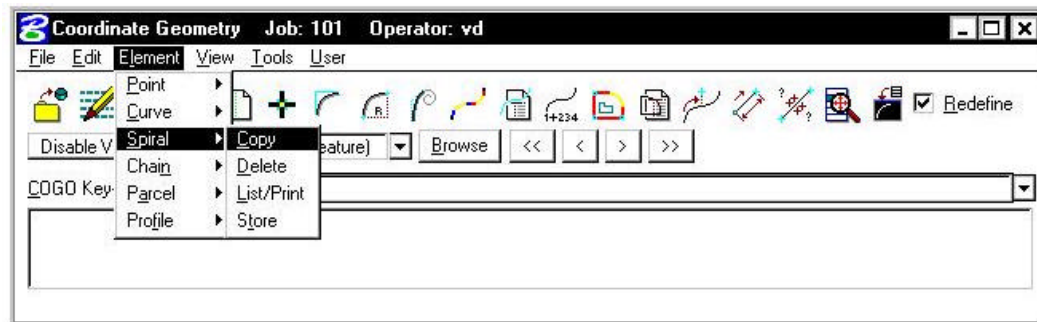 Coordinate Geometry Job: 101 Operator: vd
File Edit Element View Tools User
Point
Curve
Spiral
Chain
Parcel
Profile
Copy
Delete
List/Print
Store
R
1+234
Redefine
Disable V
eature)
Browse
<<
<
>
>>
COGO Key-